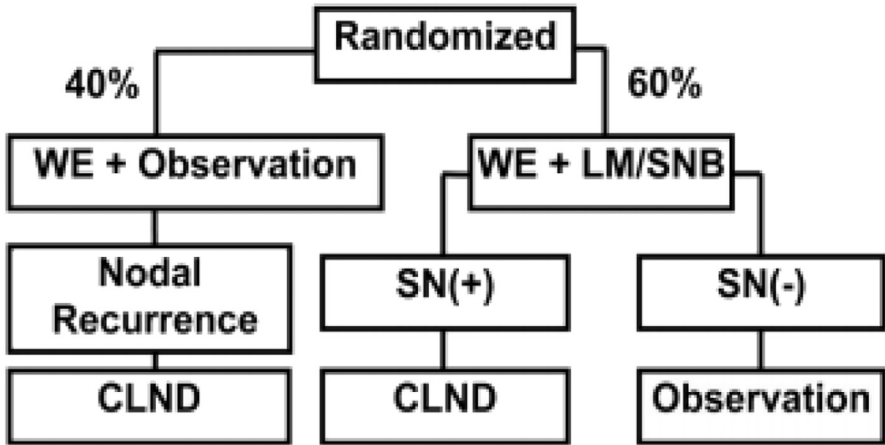 Randomized
40%
60%
WE + Observation
WE + LM/SNB
Nodal
Recurrence
SN(+)
SN(-)
CLND
CLND
Observation